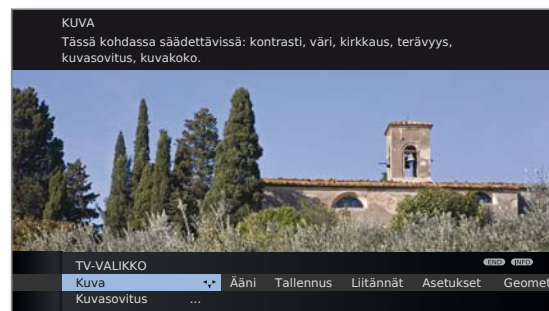 KUVA
Tässä kohdassa säädettävissä: kontrasti, väri, kirkkaus, terävyys,
kuvasovitus, kuvakoko.
TV-VALIKKO
END INFO
Kuva Ääni Tallennus Liitännät Asetukset Geomet
Kuvasovitus ...